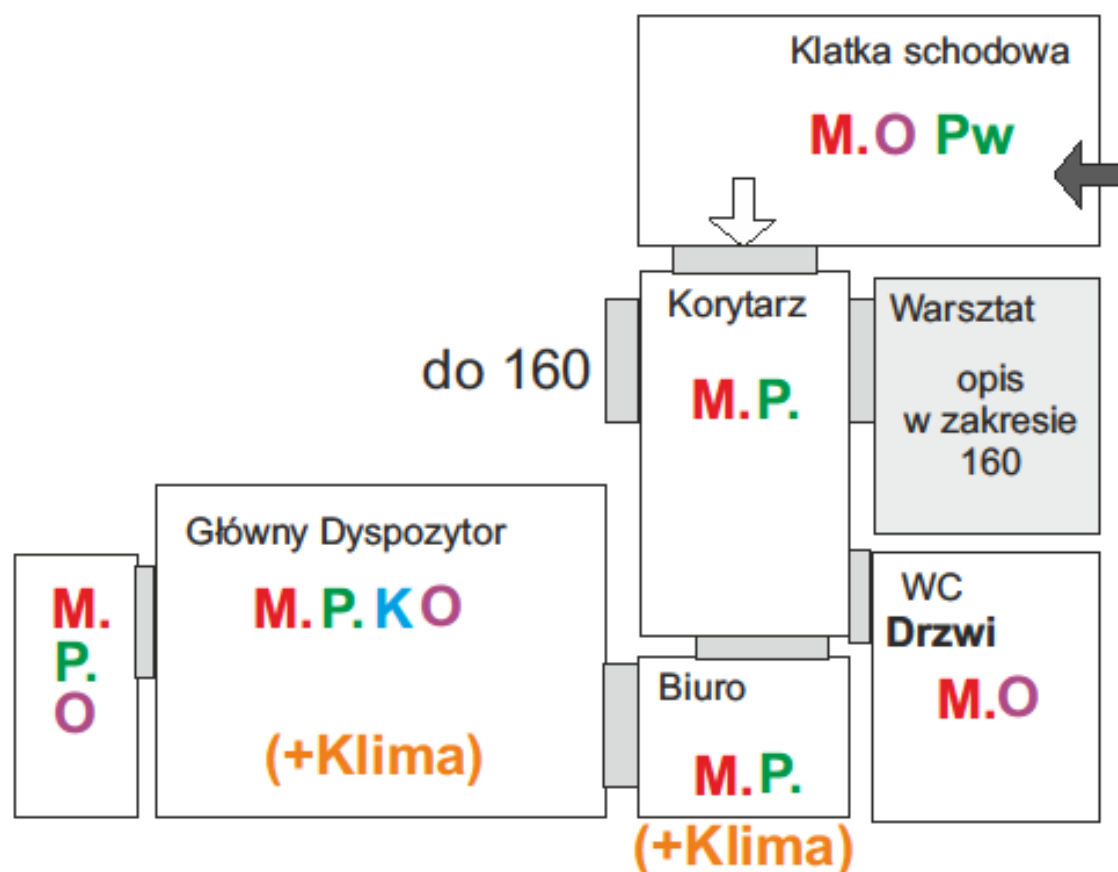 Klatka schodowa
M.O Pw
Korytarz
M.P.
do 160
Warsztat
opis
w zakresie
160
Główny Dyspozytor
M.P.KO
(+Klima)
M.
P.
O
WC
Drzwi
M.O
Biuro
M.P.
(+Klima)